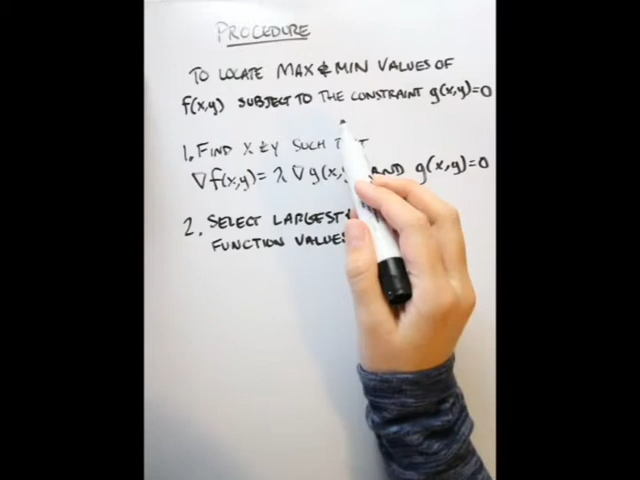 PROCEDURE
TO LOCATE MAX & MIN VALUES OF
f(x,y) SUBJECT TO THE CONSTRAINT g(x,y)=0
1. FIND X & Y SUCH
∇f(x,y)= λ ∇g(x, AND g(x,y)=0
2. SELECT LARGEST
FUNCTION VALUES